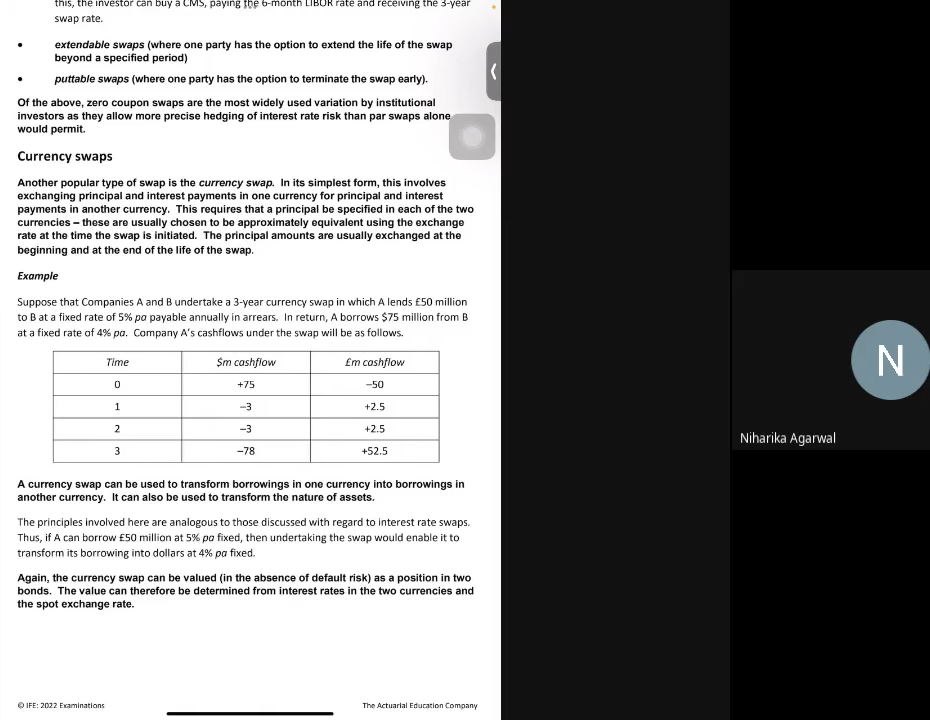 this, the investor can buy a CMS, paying the 6-month LIBOR rate and receiving the 3-year
swap rate.
• extendable swaps (where one party has the option to extend the life of the swap
beyond a specified period)
• puttable swaps (where one party has the option to terminate the swap early).
Of the above, zero coupon swaps are the most widely used variation by institutional
investors as they allow more precise hedging of interest rate risk than par swaps alone
would permit.
Currency swaps
Another popular type of swap is the currency swap. In its simplest form, this involves
exchanging principal and interest payments in one currency for principal and interest
payments in another currency. This requires that a principal be specified in each of the two
currencies – these are usually chosen to be approximately equivalent using the exchange
rate at the time the swap is initiated. The principal amounts are usually exchanged at the
beginning and at the end of the life of the swap.
Example
Suppose that Companies A and B undertake a 3-year currency swap in which A lends £50 million
to B at a fixed rate of 5% pa payable annually in arrears. In return, A borrows $75 million from B
at a fixed rate of 4% pa. Company A's cashflows under the swap will be as follows.
Time $m cashflow £m cashflow
0 +75 –50
1 –3 +2.5
2 –3 +2.5
3 –78 +52.5
A currency swap can be used to transform borrowings in one currency into borrowings in
another currency. It can also be used to transform the nature of assets.
The principles involved here are analogous to those discussed with regard to interest rate swaps.
Thus, if A can borrow £50 million at 5% pa fixed, then undertaking the swap would enable it to
transform its borrowing into dollars at 4% pa fixed.
Again, the currency swap can be valued (in the absence of default risk) as a position in two
bonds. The value can therefore be determined from interest rates in the two currencies and
the spot exchange rate.
© IFE: 2022 Examinations The Actuarial Education Company
N
Niharika Agarwal